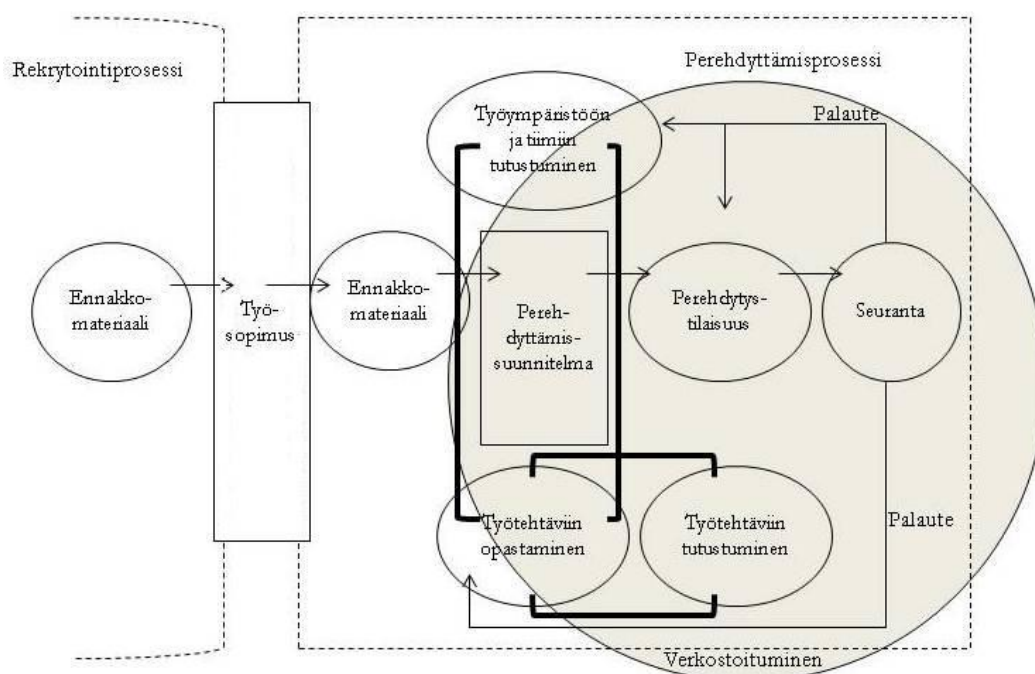 Rekrytointiprosessi
Perehdyttämisprosessi
Työympäristöön
ja tiimiin
tutustuminen
Palaute
Ennakko-
materiaali
Työ-
sopimus
Ennakko-
materiaali
Pereh-
dyttämis-
suunnitelma
Perehdytys-
tilaisuus
Seuranta
Työtehtäviin
opastaminen
Työtehtäviin
tutustuminen
Palaute
Verkostoituminen